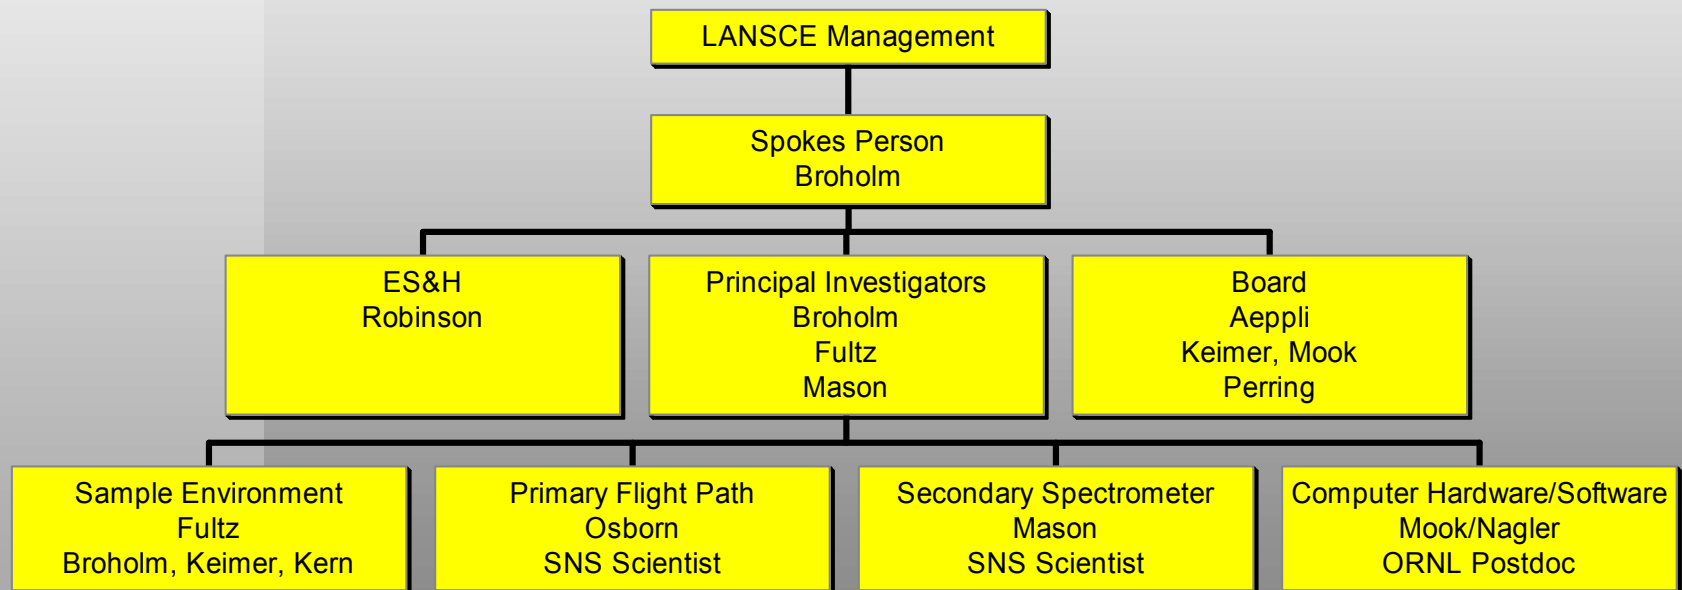 LANSCE Management
Spokes Person
Broholm
ES&H
Robinson
Principal Investigators
Broholm
Fultz
Mason
Board
Aeppli
Keimer, Mook
Perring
Sample Environment
Fultz
Broholm, Keimer, Kern
Primary Flight Path
Osborn
SNS Scientist
Secondary Spectrometer
Mason
SNS Scientist
Computer Hardware/Software
Mook/Nagler
ORNL Postdoc